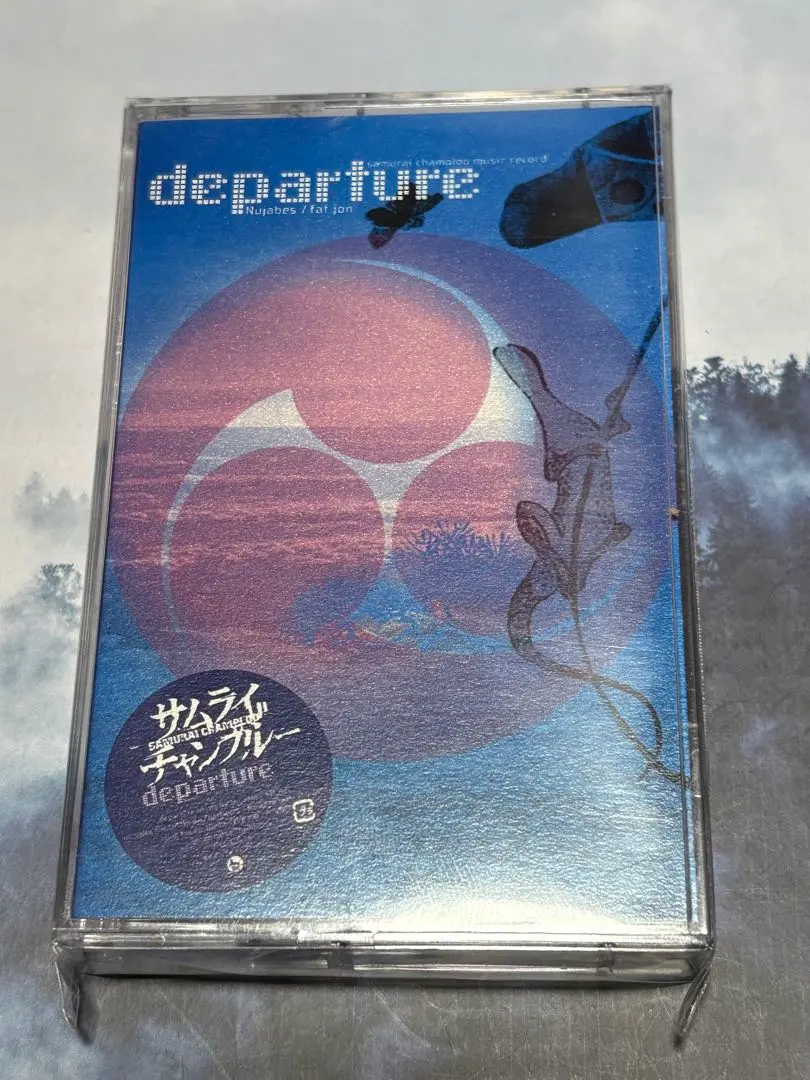 samurai champloo music record
departure
Nujabes / fat jon
サムライ
SAMURAI CHAMPLOO
チャンプルー
departure